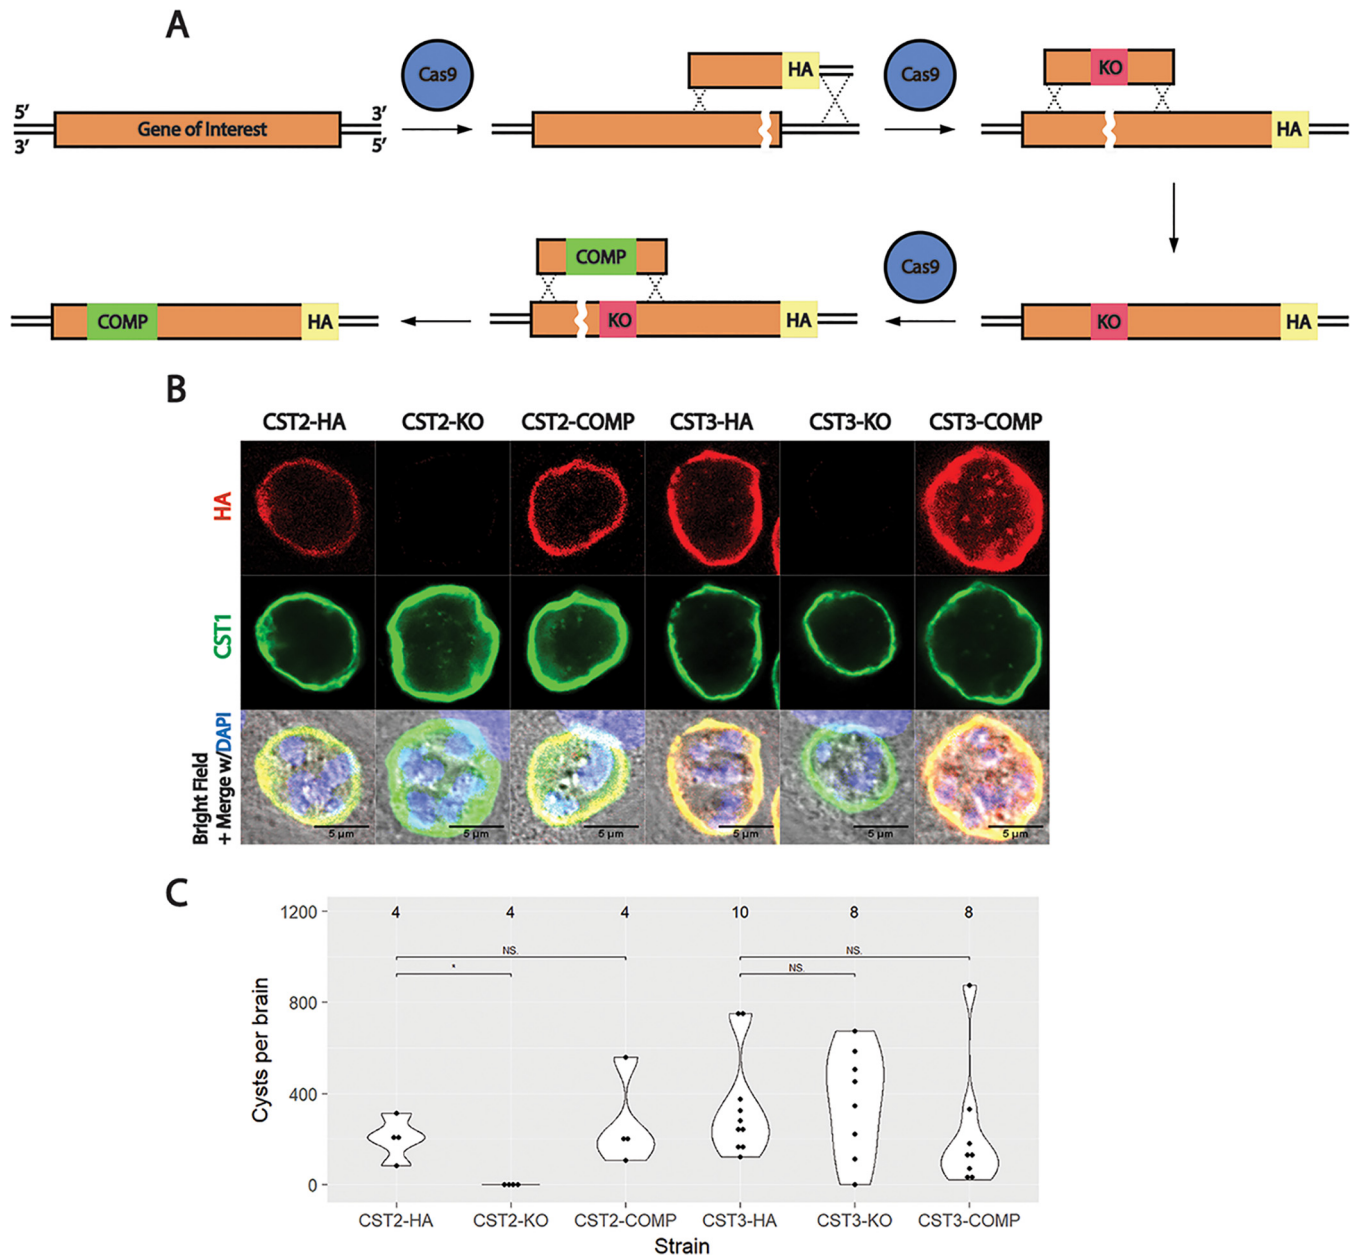 A
Cas9
HA
Cas9
KO
5′
3′
Gene of Interest
3′
5′
HA
COMP
Cas9
COMP
HA
KO
HA
KO
HA
B
CST2-HA CST2-KO CST2-COMP CST3-HA CST3-KO CST3-COMP
HA
CST1
Bright Field
+ Merge w/DAPI
5 µm 5 µm 5 µm 5 µm 5 µm 5 µm
C
1200
4 4 4 10 8 8
NS. NS.
* NS.
800
400
0
Cysts per brain
CST2-HA CST2-KO CST2-COMP CST3-HA CST3-KO CST3-COMP
Strain